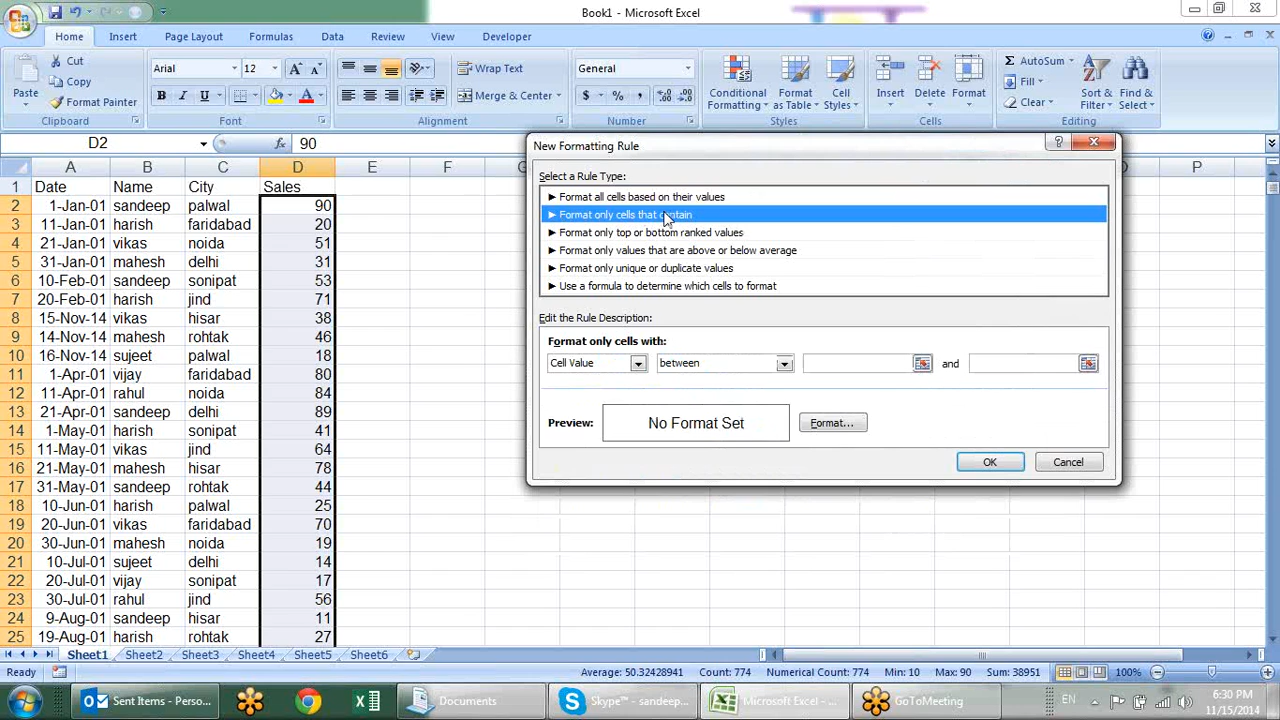 Book1 - Microsoft Excel
Home Insert Page Layout Formulas Data Review View Developer
Paste
Cut
Copy
Format Painter
Clipboard
Arial 12
B I U
Font
Wrap Text
Merge & Center
Alignment
General
$ % ,
Number
Conditional Formatting
Format as Table
Cell Styles
Styles
Insert Delete Format
Cells
AutoSum
Fill
Clear
Sort & Filter
Find & Select
Editing
D2 fx 90
A B C D E F G P
1 Date Name City Sales
2 1-Jan-01 sandeep palwal 90
3 11-Jan-01 harish faridabad 20
4 21-Jan-01 vikas noida 51
5 31-Jan-01 mahesh delhi 31
6 10-Feb-01 sandeep sonipat 53
7 20-Feb-01 harish jind 71
8 15-Nov-14 vikas hisar 38
9 14-Nov-14 mahesh rohtak 46
10 16-Nov-14 sujeet palwal 18
11 1-Apr-01 vijay faridabad 80
12 11-Apr-01 rahul noida 84
13 21-Apr-01 sandeep delhi 89
14 1-May-01 harish sonipat 41
15 11-May-01 vikas jind 64
16 21-May-01 mahesh hisar 78
17 31-May-01 sandeep rohtak 44
18 10-Jun-01 harish palwal 25
19 20-Jun-01 vikas faridabad 70
20 30-Jun-01 mahesh noida 19
21 10-Jul-01 sujeet delhi 14
22 20-Jul-01 vijay sonipat 17
23 30-Jul-01 rahul jind 56
24 9-Aug-01 sandeep hisar 11
25 19-Aug-01 harish rohtak 27
New Formatting Rule
Select a Rule Type:
► Format all cells based on their values
► Format only cells that contain
► Format only top or bottom ranked values
► Format only values that are above or below average
► Format only unique or duplicate values
► Use a formula to determine which cells to format
Edit the Rule Description:
Format only cells with:
Cell Value between and
Preview: No Format Set Format...
OK Cancel
Sheet1 Sheet2 Sheet3 Sheet4 Sheet5 Sheet6
Ready Average: 50.32428941 Count: 774 Numerical Count: 774 Min: 10 Max: 90 Sum: 38951 100%
Sent Items - Perso... Documents Skype™ - sandeep... Microsoft Excel - ... GoToMeeting EN 6:30 PM
11/15/2014